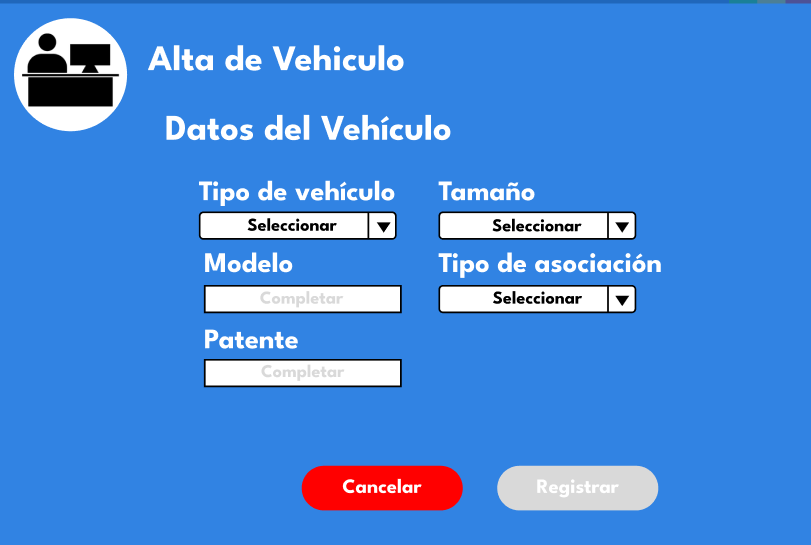 Alta de Vehiculo
Datos del Vehículo
Tipo de vehículo
Tamaño
Seleccionar
Seleccionar
Modelo
Tipo de asociación
Completar
Seleccionar
Patente
Completar
Cancelar
Registrar